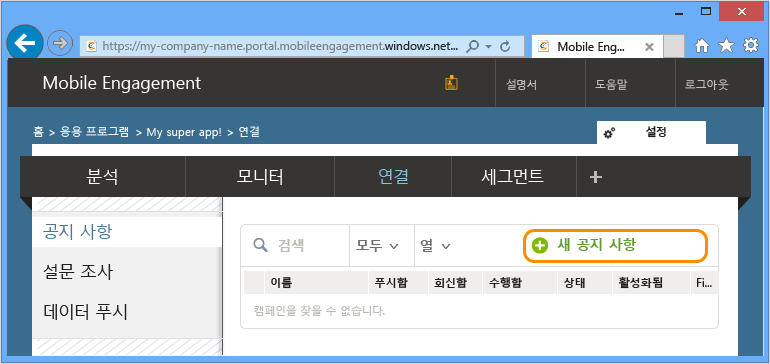 https://my-company-name.portal.mobileengagement.windows.net...
Mobile Eng...
Mobile Engagement
설명서
도움말
로그아웃
홈 > 응용 프로그램 > My super app! > 연결
설정
분석
모니터
연결
세그먼트
+
공지 사항
설문 조사
데이터 푸시
검색
모두
열
새 공지 사항
이름
푸시함
회신함
수행함
상태
활성화됨
Fi...
캠페인을 찾을 수 없습니다.